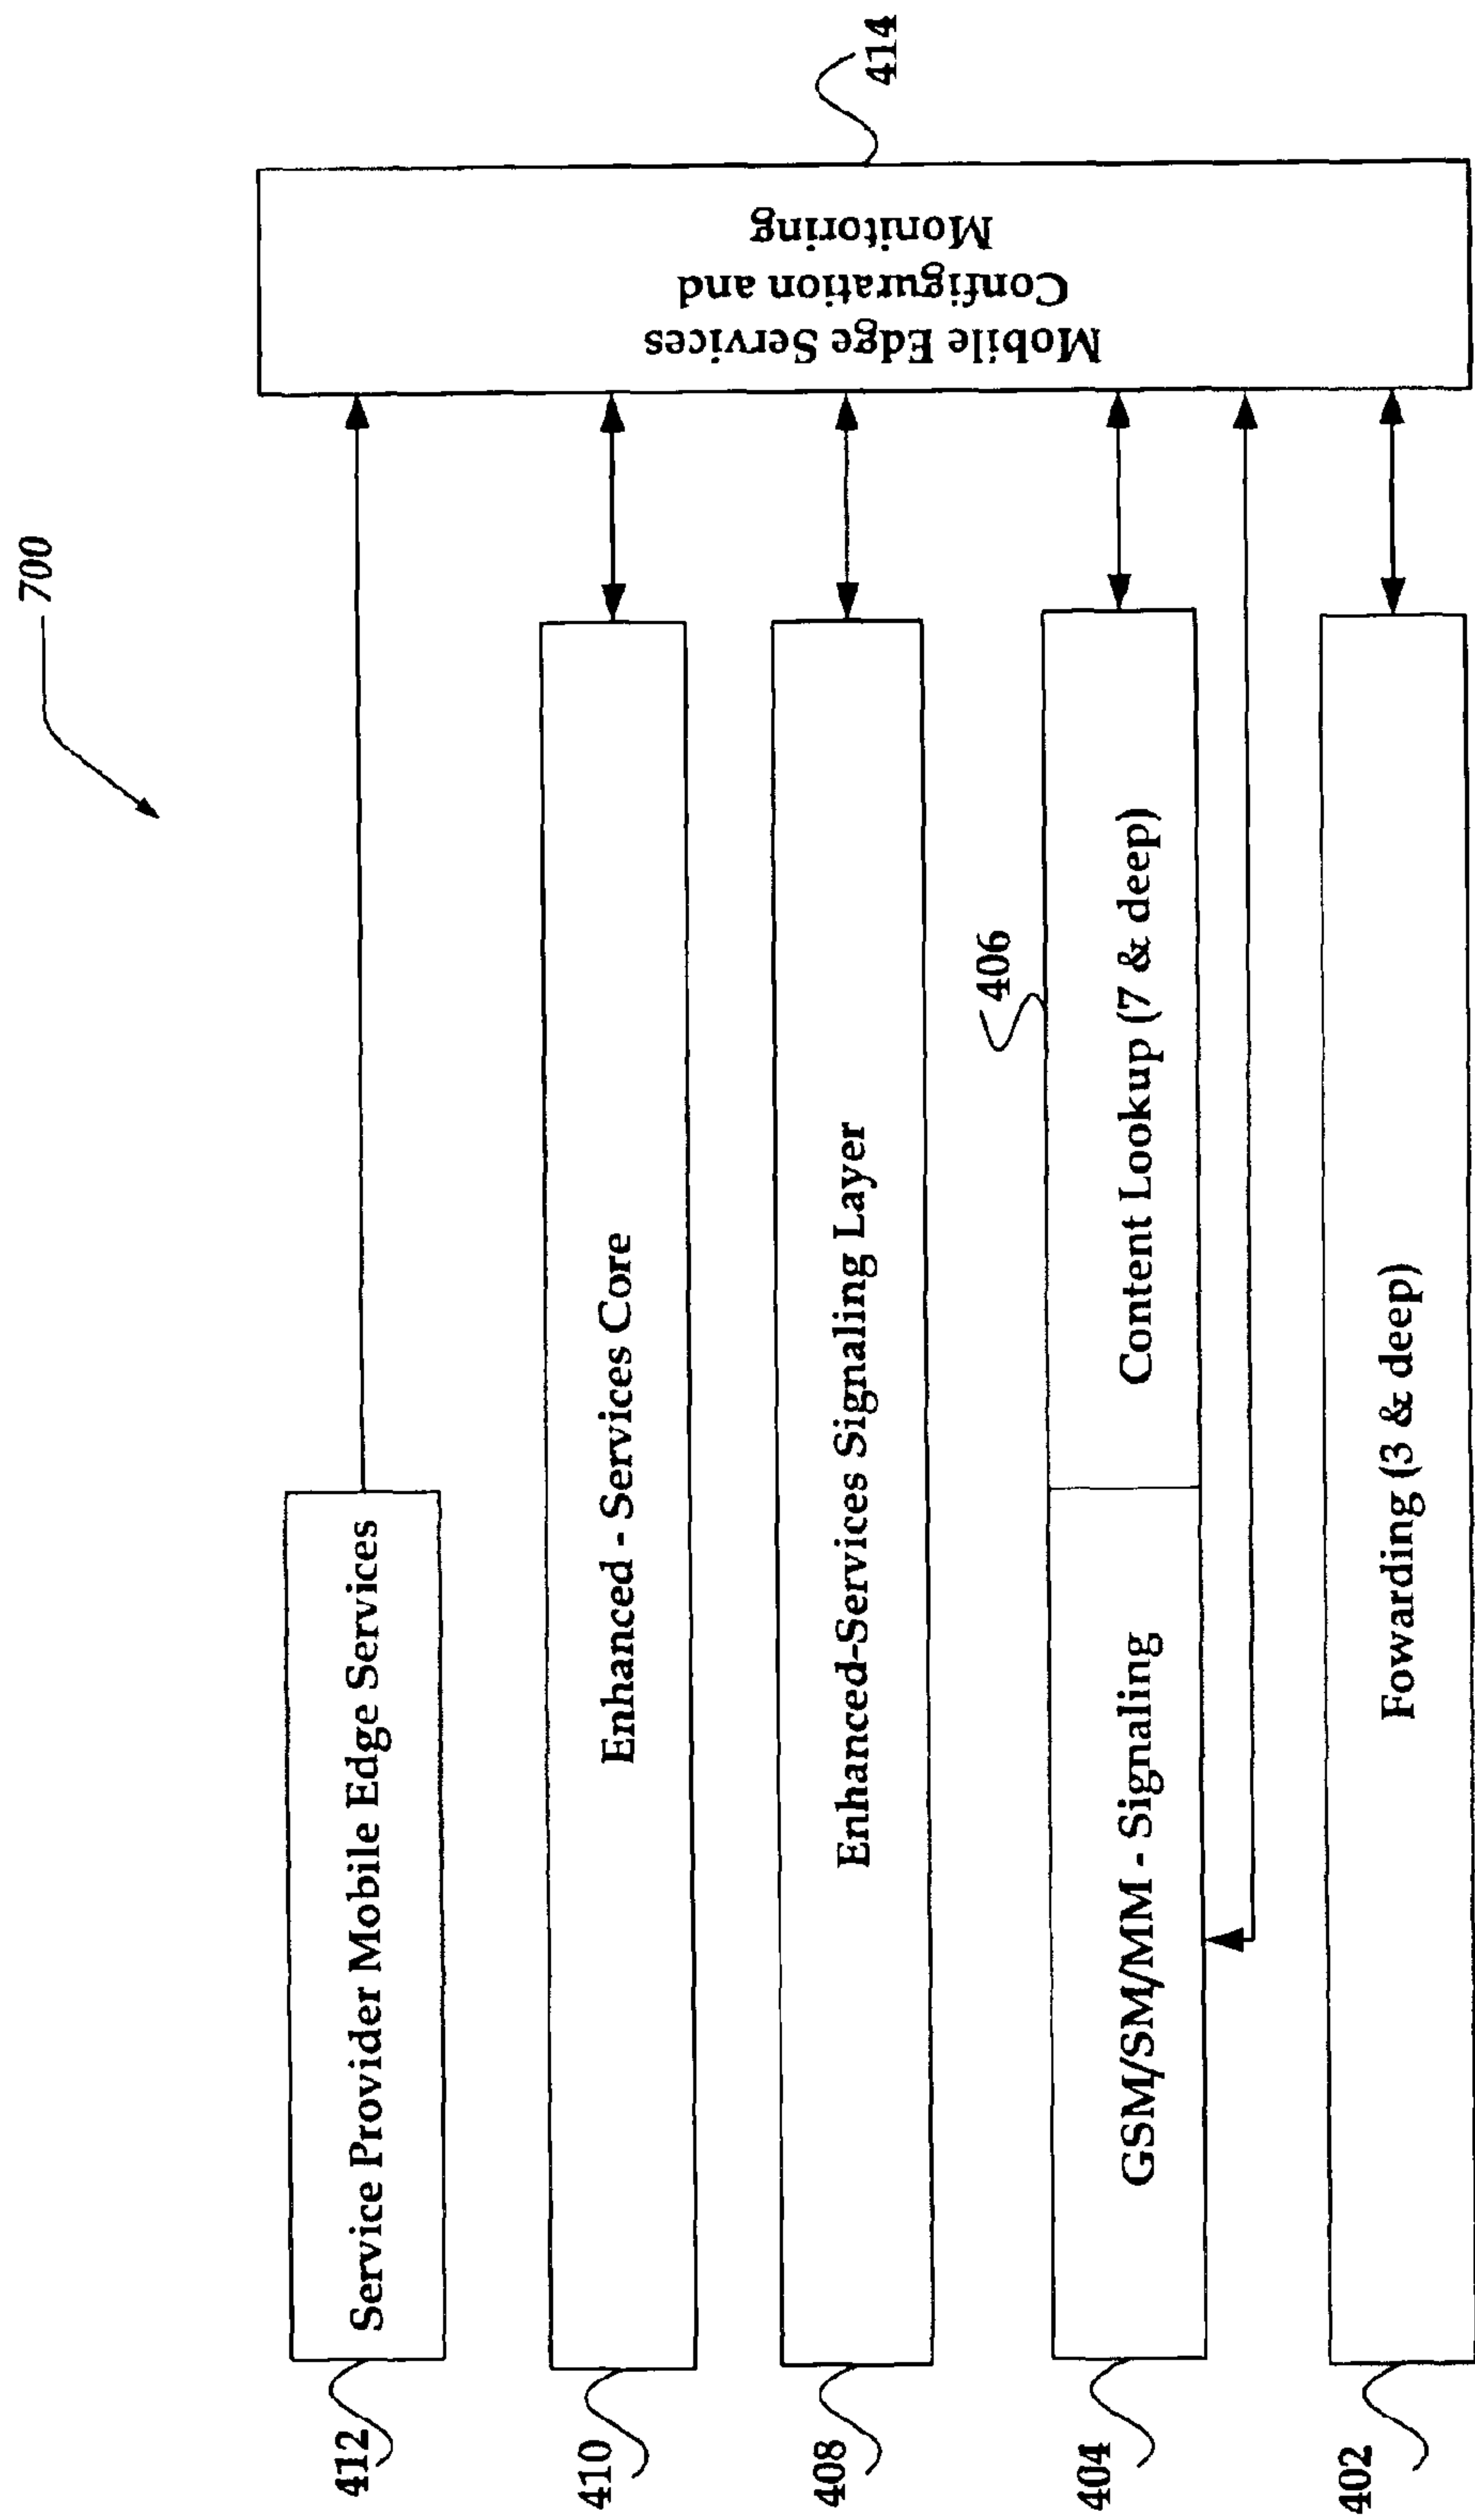 700
412
Service Provider Mobile Edge Services
410
Enhanced - Services Core
408
Enhanced-Services Signaling Layer
406
404
GSM/SM/MM - Signaling
Content Lookup (7 & deep)
402
Fowarding (3 & deep)
Mobile Edge Services
Configuration and
Monitoring
414